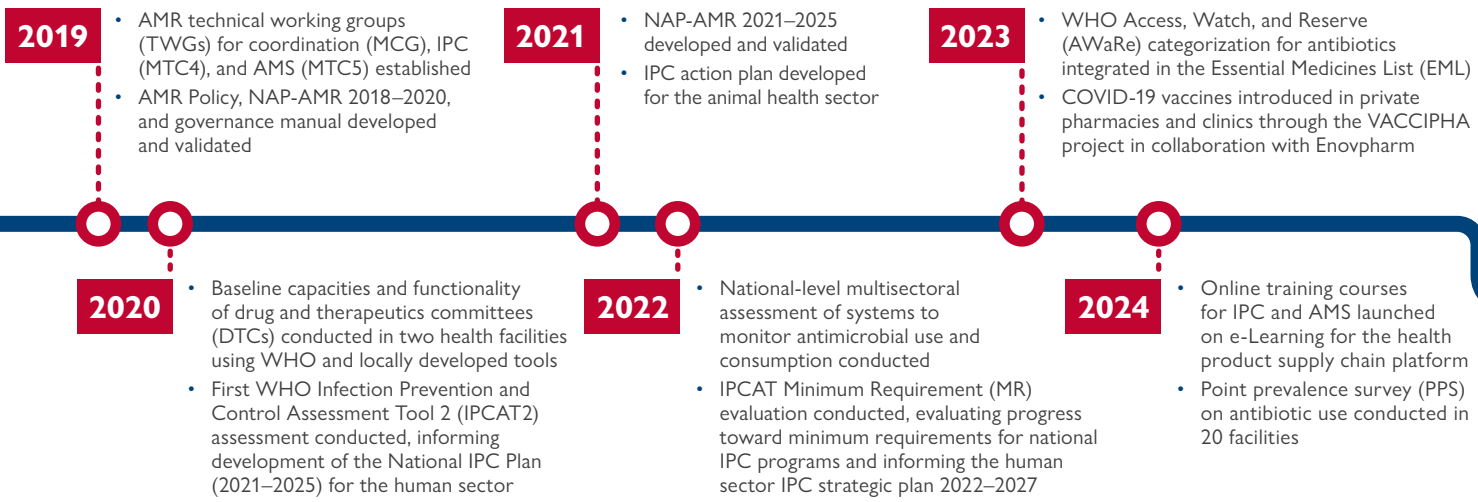 2019
• AMR technical working groups
(TWGs) for coordination (MCG), IPC
(MTC4), and AMS (MTC5) established
• AMR Policy, NAP-AMR 2018–2020,
and governance manual developed
and validated
2020
• Baseline capacities and functionality
of drug and therapeutics committees
(DTCs) conducted in two health facilities
using WHO and locally developed tools
• First WHO Infection Prevention and
Control Assessment Tool 2 (IPCAT2)
assessment conducted, informing
development of the National IPC Plan
(2021–2025) for the human sector
2021
• NAP-AMR 2021–2025
developed and validated
• IPC action plan developed
for the animal health sector
2022
• National-level multisectoral
assessment of systems to
monitor antimicrobial use and
consumption conducted
• IPCAT Minimum Requirement (MR)
evaluation conducted, evaluating progress
toward minimum requirements for national
IPC programs and informing the human
sector IPC strategic plan 2022–2027
2023
• WHO Access, Watch, and Reserve
(AWaRe) categorization for antibiotics
integrated in the Essential Medicines List (EML)
• COVID-19 vaccines introduced in private
pharmacies and clinics through the VACCIPHA
project in collaboration with Enovpharm
2024
• Online training courses
for IPC and AMS launched
on e-Learning for the health
product supply chain platform
• Point prevalence survey (PPS)
on antibiotic use conducted in
20 facilities